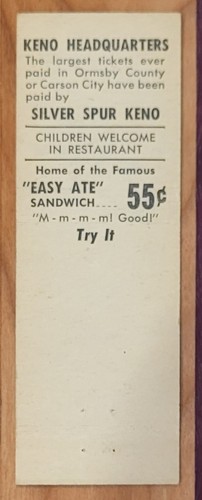 KENO HEADQUARTERS
The largest tickets ever
paid in Ormsby County
or Carson City have been
paid by
SILVER SPUR KENO
CHILDREN WELCOME
IN RESTAURANT
Home of the Famous
"EASY ATE"
SANDWICH.... 55¢
"M - m - m - m! Good!"
Try It